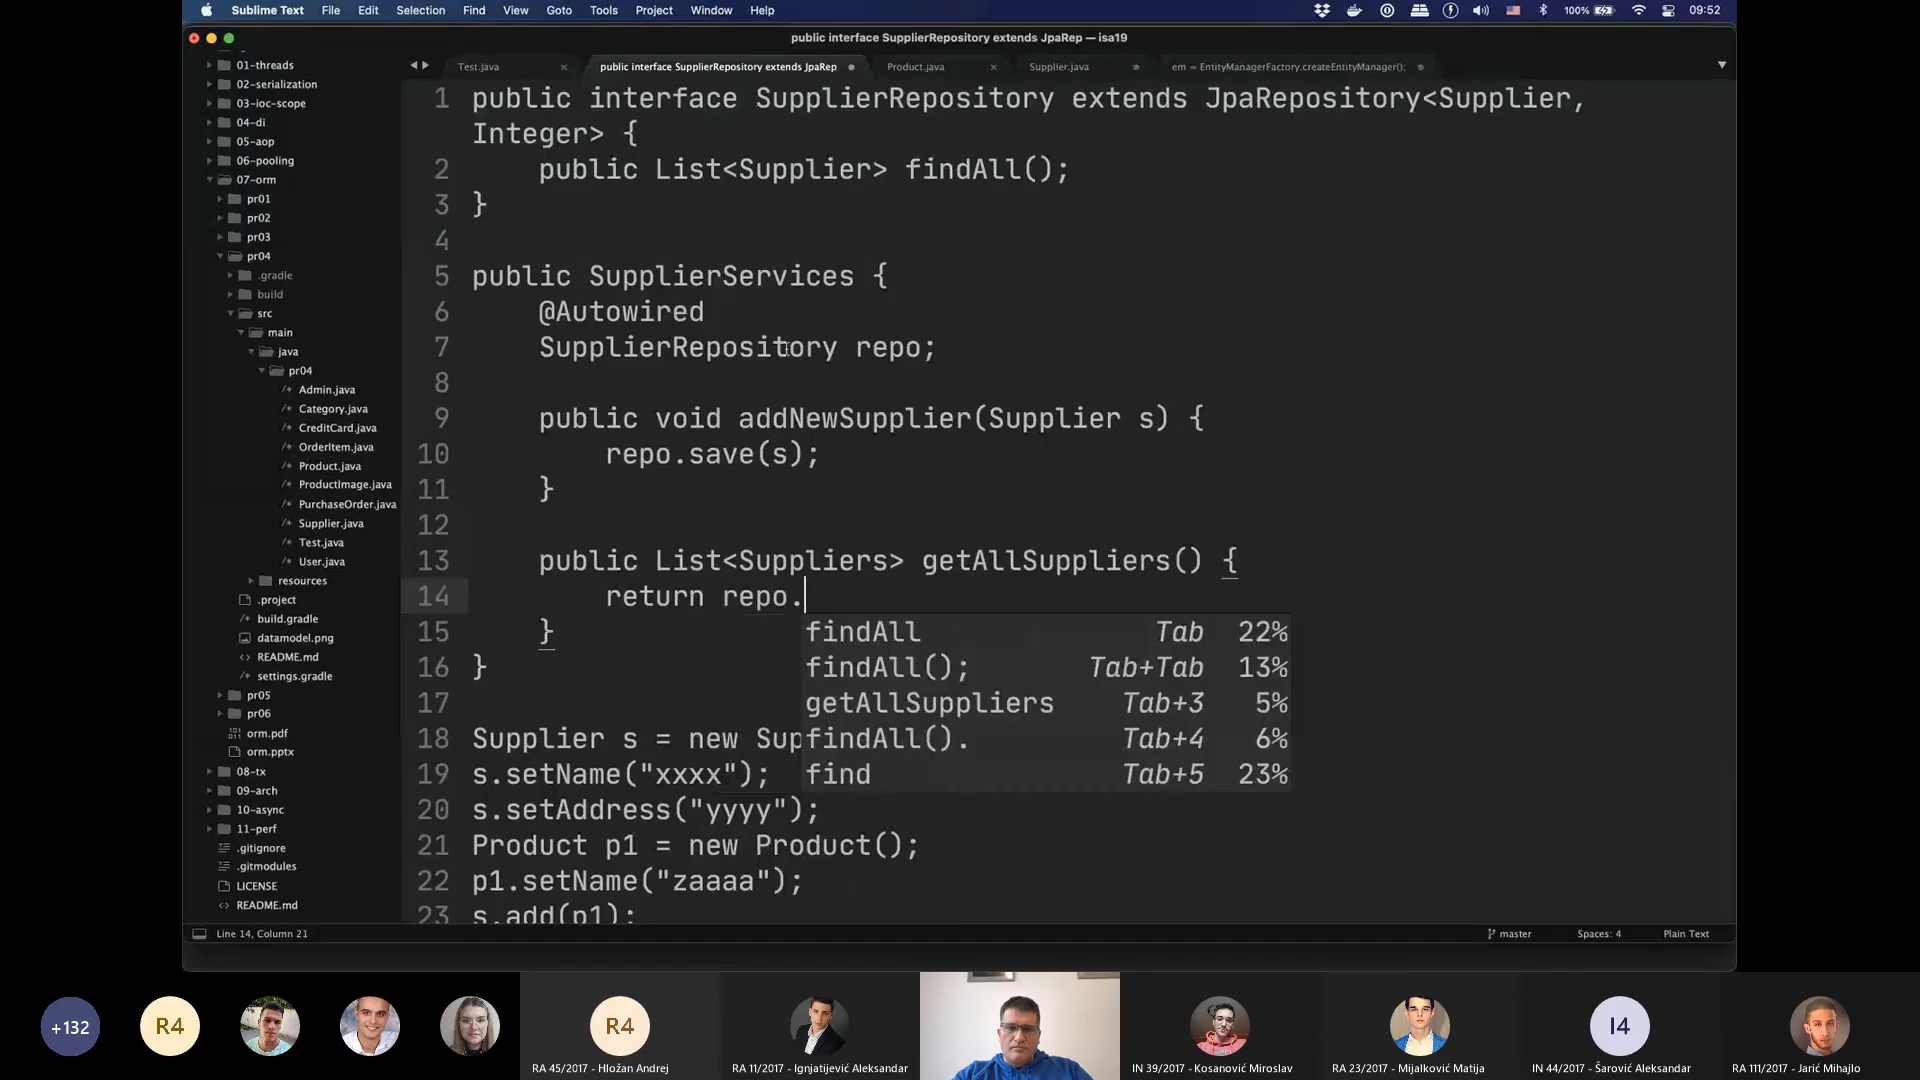 Sublime Text File Edit Selection Find View Goto Tools Project Window Help 100% 09:52
public interface SupplierRepository extends JpaRep — isa19
Test.java public interface SupplierRepository extends JpaRep Product.java Supplier.java em = EntityManagerFactory.createEntityManager();
01-threads
02-serialization
03-ioc-scope
04-di
05-aop
06-pooling
07-orm
pr01
pr02
pr03
pr04
.gradle
build
src
main
java
pr04
Admin.java
Category.java
CreditCard.java
OrderItem.java
Product.java
ProductImage.java
PurchaseOrder.java
Supplier.java
Test.java
User.java
resources
.project
build.gradle
datamodel.png
README.md
settings.gradle
pr05
pr06
orm.pdf
orm.pptx
08-tx
09-arch
10-async
11-perf
.gitignore
.gitmodules
LICENSE
README.md
1 public interface SupplierRepository extends JpaRepository<Supplier,
Integer> {
2 public List<Supplier> findAll();
3 }
4
5 public SupplierServices {
6 @Autowired
7 SupplierRepository repo;
8
9 public void addNewSupplier(Supplier s) {
10 repo.save(s);
11 }
12
13 public List<Suppliers> getAllSuppliers() {
14 return repo.
15 }
16 }
17
18 Supplier s = new Sup
19 s.setName("xxxx");
20 s.setAddress("yyyy");
21 Product p1 = new Product();
22 p1.setName("zaaaa");
23 s.add(p1);
findAll Tab 22%
findAll(); Tab+Tab 13%
getAllSuppliers Tab+3 5%
findAll(). Tab+4 6%
find Tab+5 23%
Line 14, Column 21 master Spaces: 4 Plain Text
+132 R4 R4 I4
RA 45/2017 - Hložan Andrej RA 11/2017 - Ignjatijević Aleksandar IN 39/2017 - Kosanović Miroslav RA 23/2017 - Mijalković Matija IN 44/2017 - Šarović Aleksandar RA 111/2017 - Jarić Mihajlo